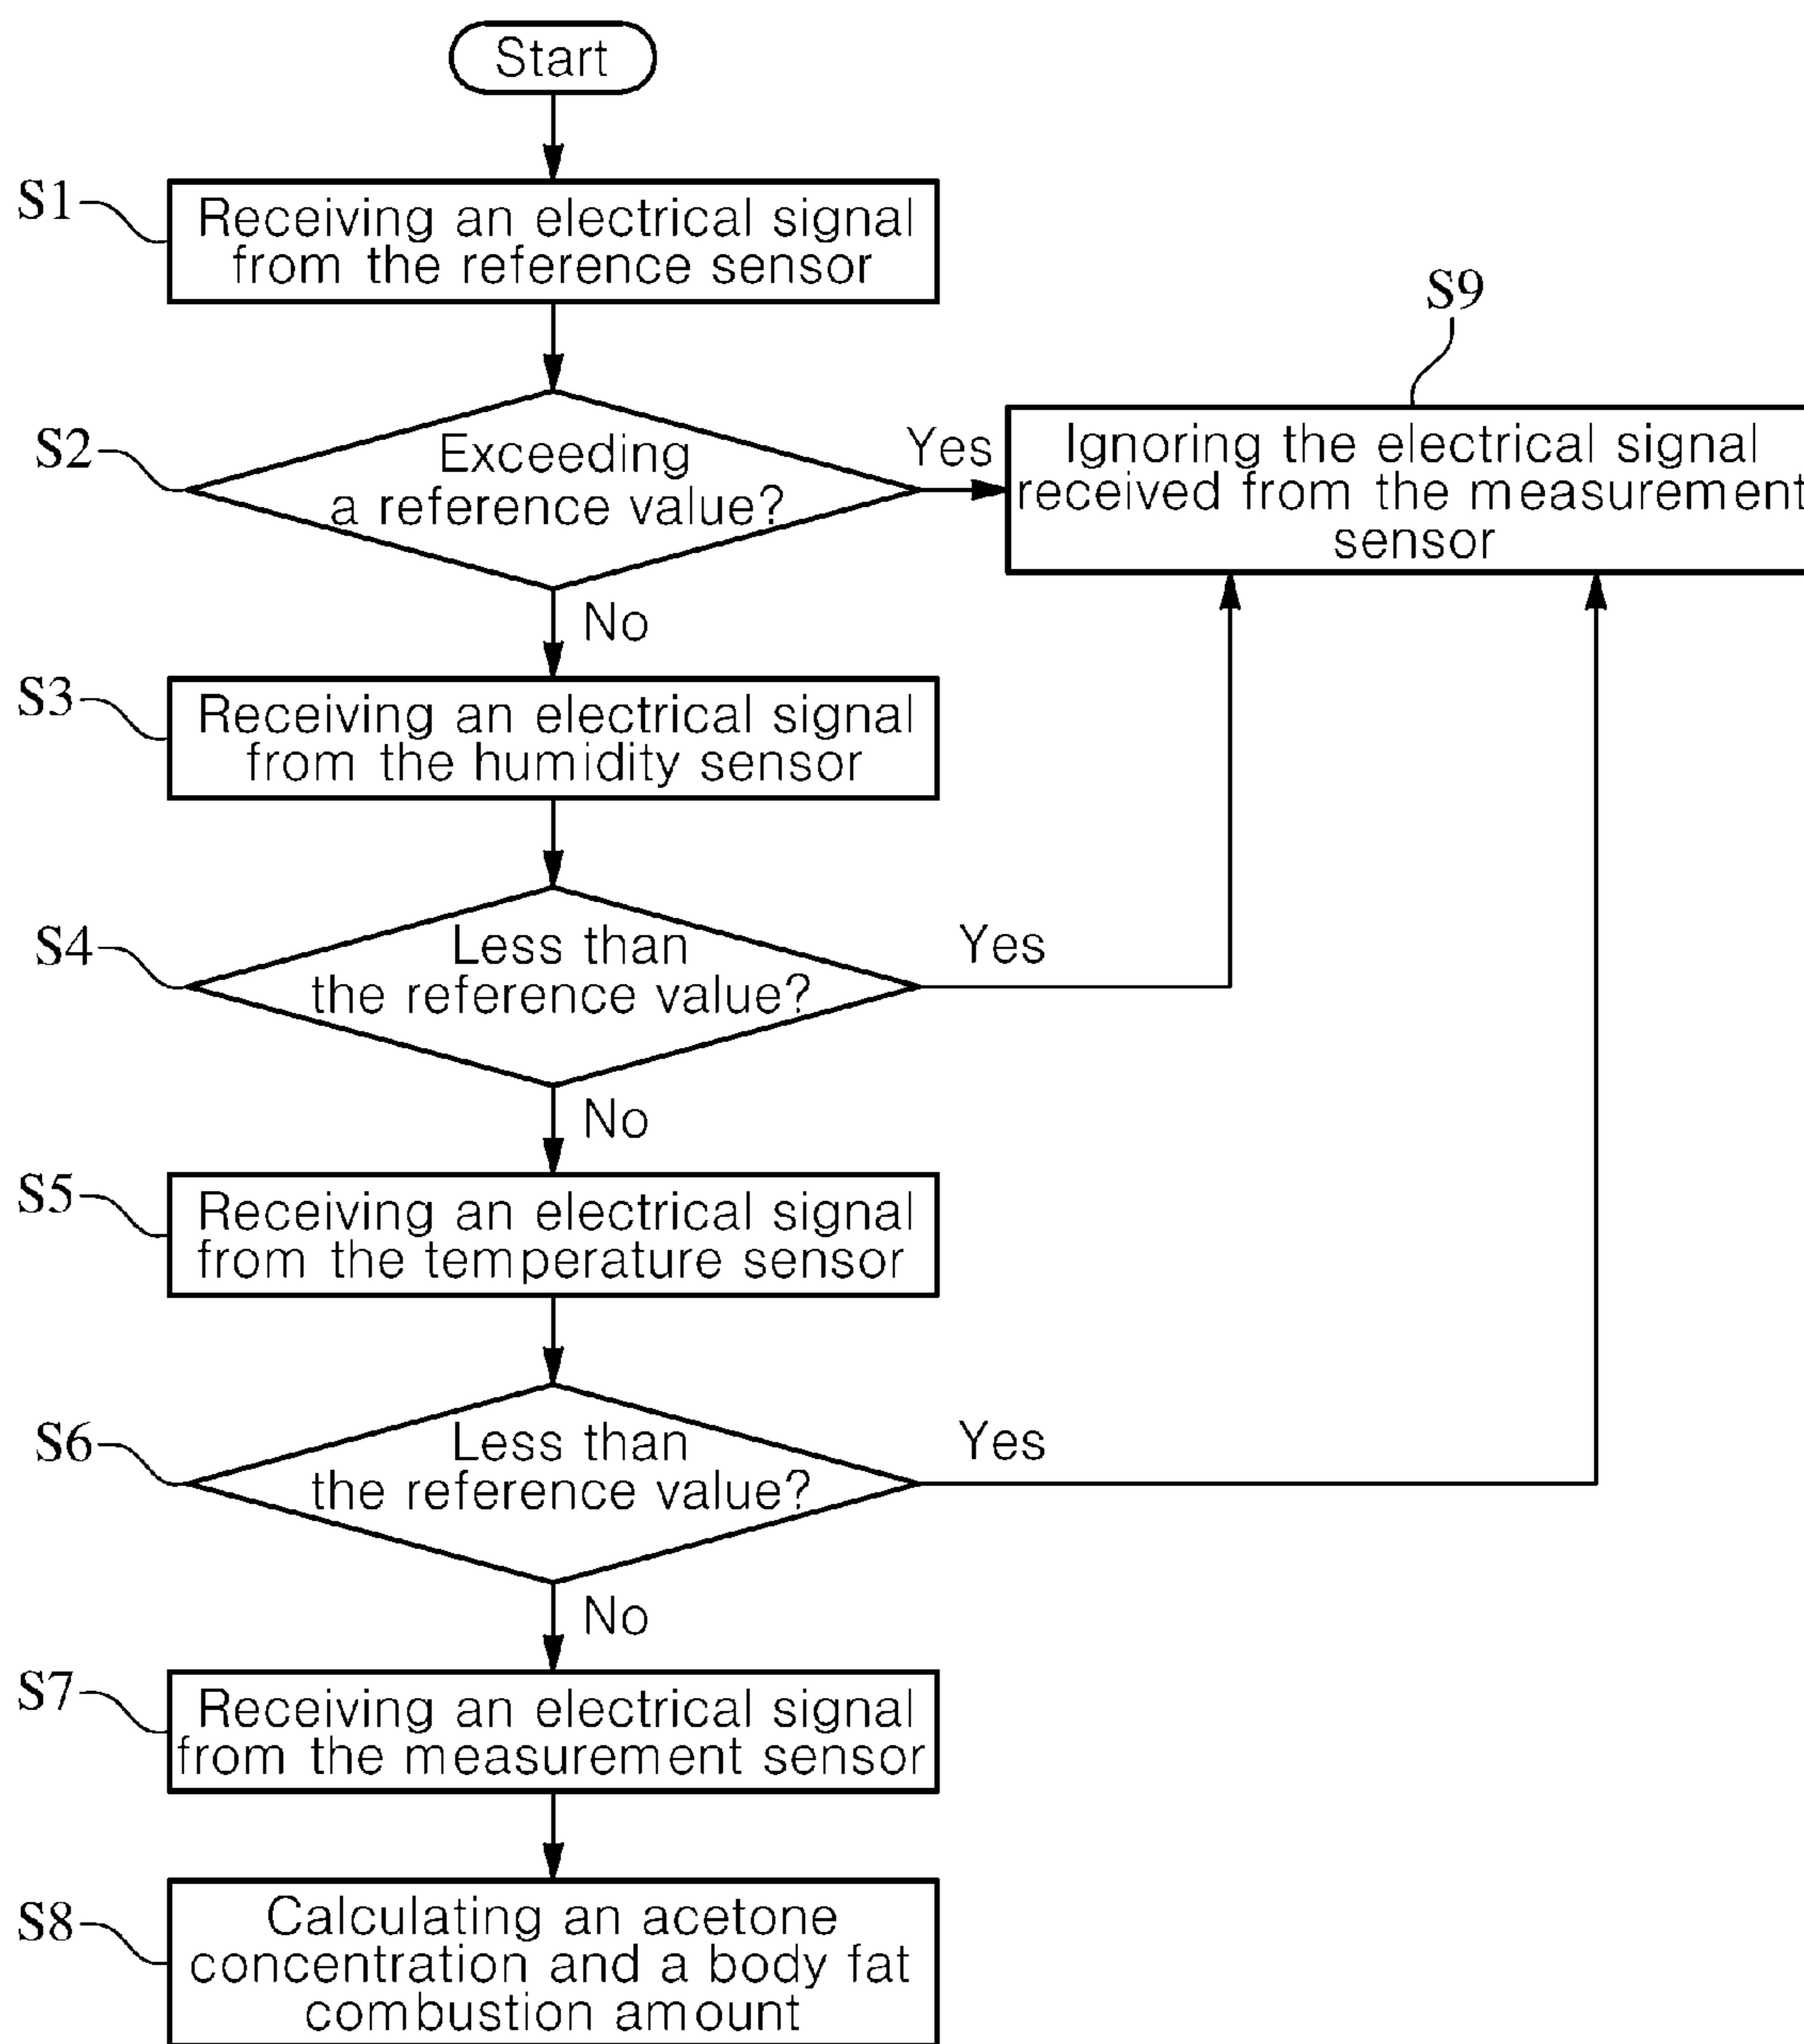 Start
S1
Receiving an electrical signal
from the reference sensor
S9
S2
Exceeding
a reference value?
Yes
Ignoring the electrical signal
received from the measurement
sensor
No
S3
Receiving an electrical signal
from the humidity sensor
S4
Less than
the reference value?
Yes
No
S5
Receiving an electrical signal
from the temperature sensor
S6
Less than
the reference value?
Yes
No
S7
Receiving an electrical signal
from the measurement sensor
S8
Calculating an acetone
concentration and a body fat
combustion amount